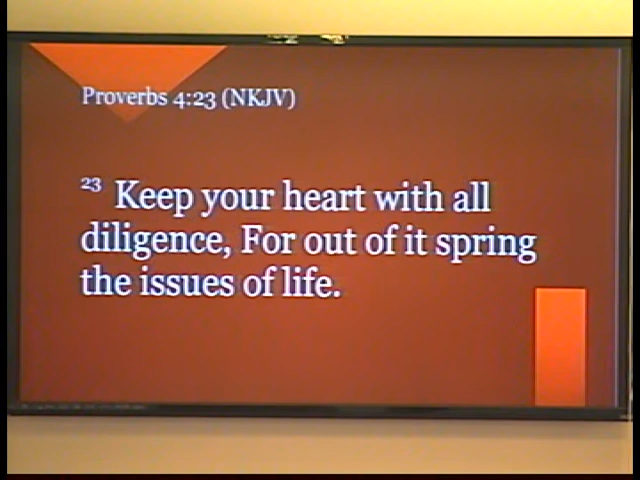 Proverbs 4:23 (NKJV)
23 Keep your heart with all
diligence, For out of it spring
the issues of life.